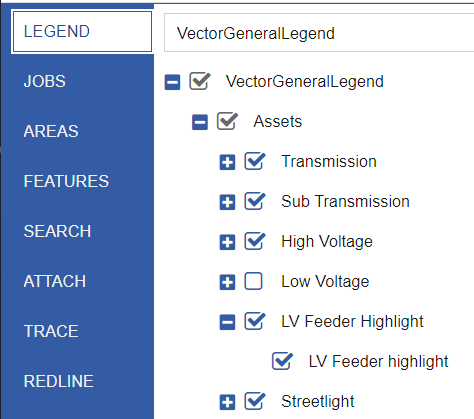 LEGEND
JOBS
AREAS
FEATURES
SEARCH
ATTACH
TRACE
REDLINE
VectorGeneralLegend
VectorGeneralLegend
Assets
Transmission
Sub Transmission
High Voltage
Low Voltage
LV Feeder Highlight
LV Feeder highlight
Streetlight